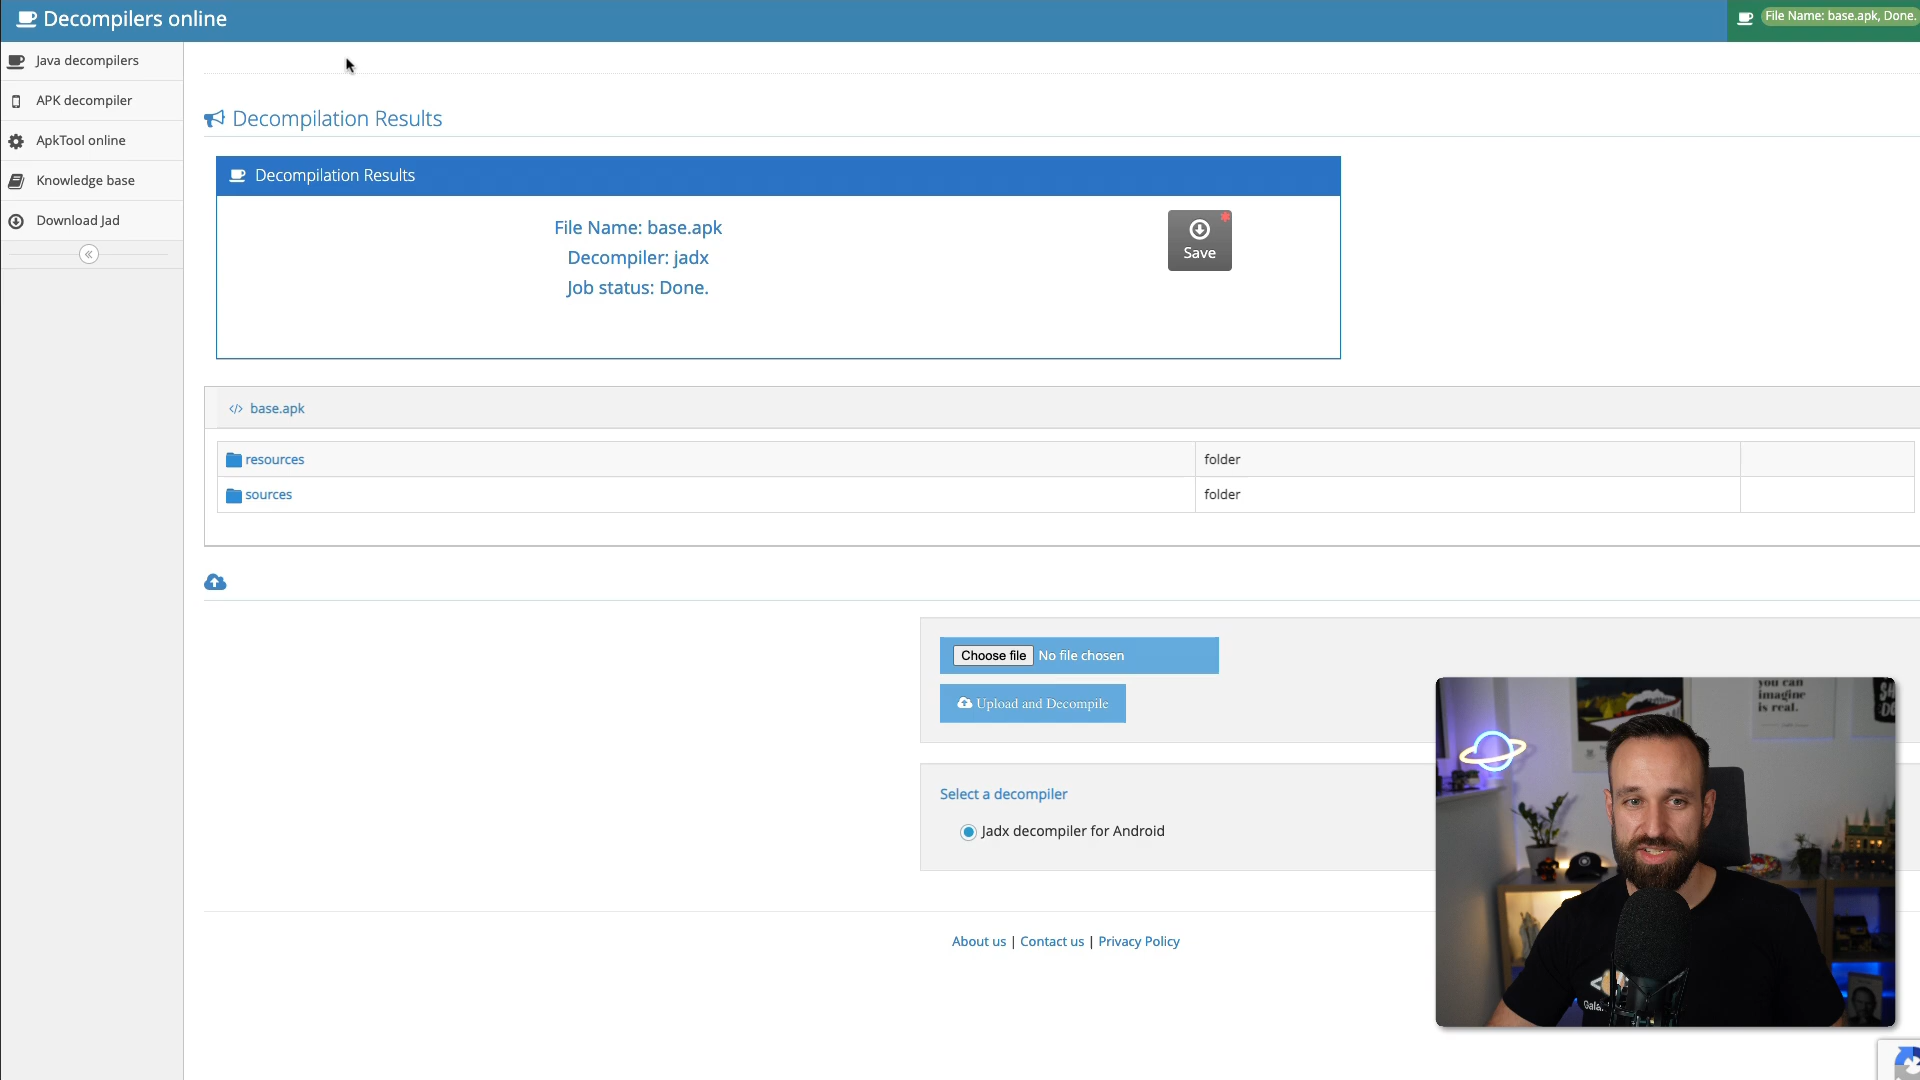 Decompilers online
File Name: base.apk, Done.
Java decompilers
APK decompiler
ApkTool online
Knowledge base
Download Jad
Decompilation Results
Decompilation Results
File Name: base.apk
Decompiler: jadx
Job status: Done.
Save
</> base.apk
resources folder
sources folder
Choose file No file chosen
Upload and Decompile
Select a decompiler
Jadx decompiler for Android
About us | Contact us | Privacy Policy
you can
imagine
is real.